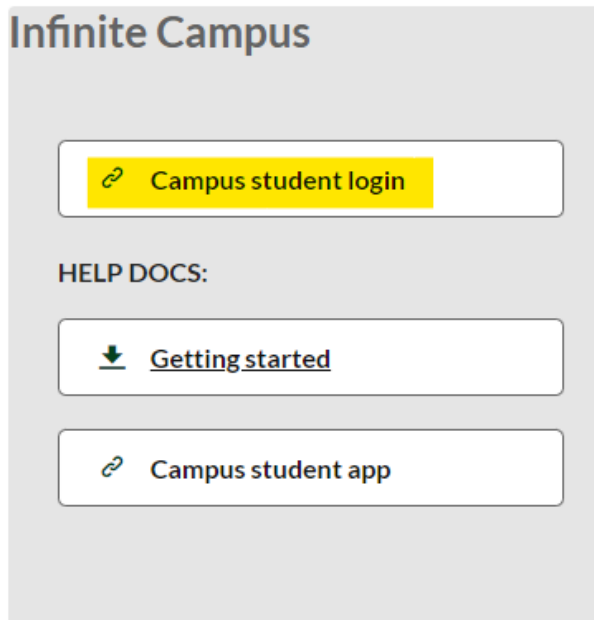 Infinite Campus
Campus student login
HELP DOCS:
Getting started
Campus student app